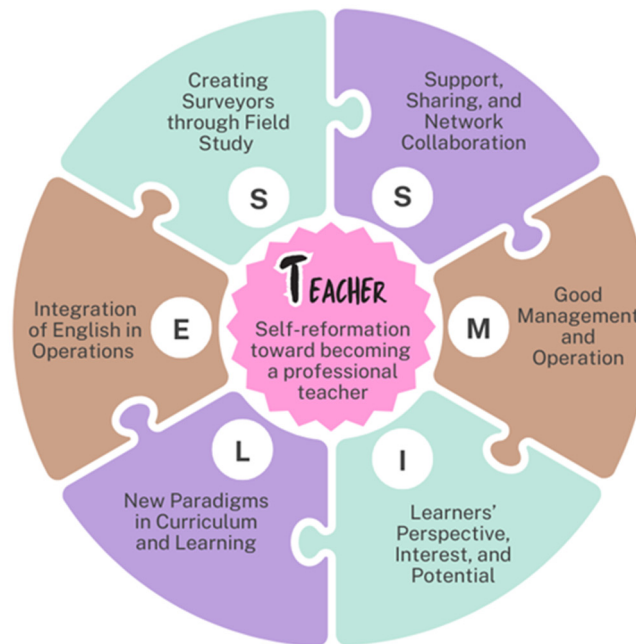 Creating
Surveyors
through Field
Study
S
Support,
Sharing, and
Network
Collaboration
S
Good
Management
and
Operation
M
Learners'
Perspective,
Interest, and
Potential
I
New Paradigms
in Curriculum
and Learning
L
Integration
of English in
Operations
E
TEACHER
Self-reformation
toward becoming
a professional
teacher